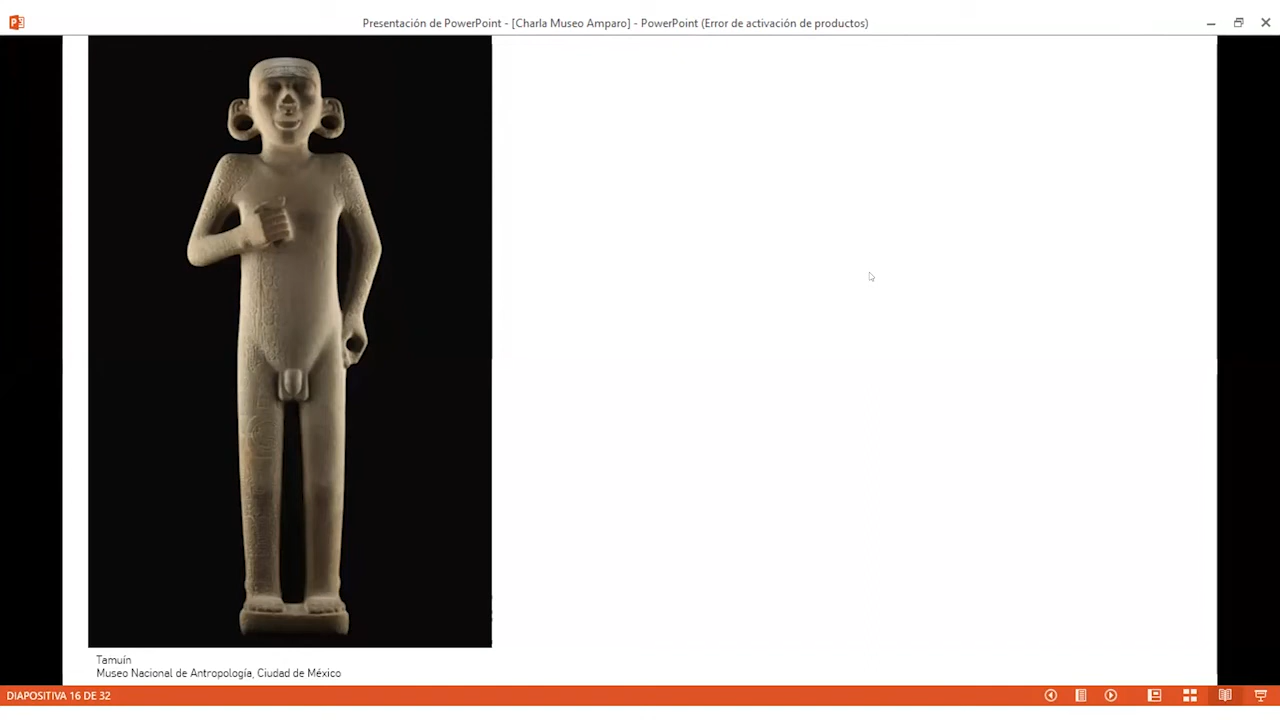 Presentación de PowerPoint - [Charla Museo Amparo] - PowerPoint (Error de activación de productos)
Tamuín
Museo Nacional de Antropología, Ciudad de México
DIAPOSITIVA 16 DE 32